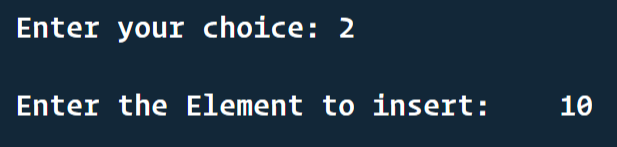 Enter your choice: 2
Enter the Element to insert:    10